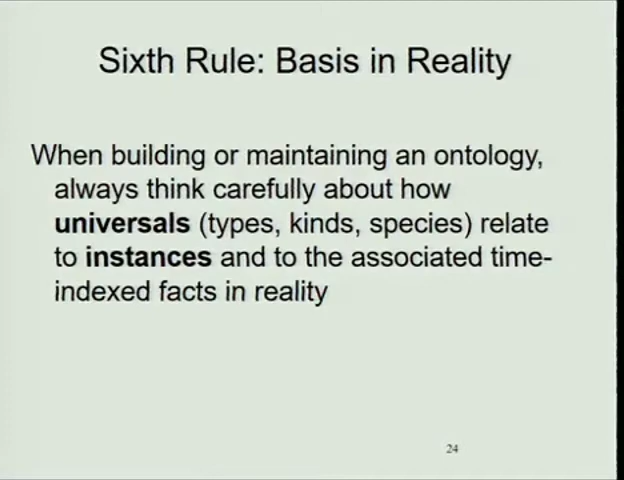 Sixth Rule: Basis in Reality
When building or maintaining an ontology,
always think carefully about how
universals (types, kinds, species) relate
to instances and to the associated time-
indexed facts in reality
24